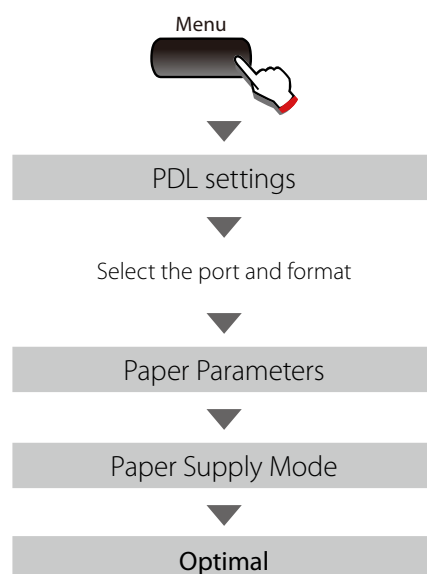 Menu
PDL settings
Select the port and format
Paper Parameters
Paper Supply Mode
Optimal